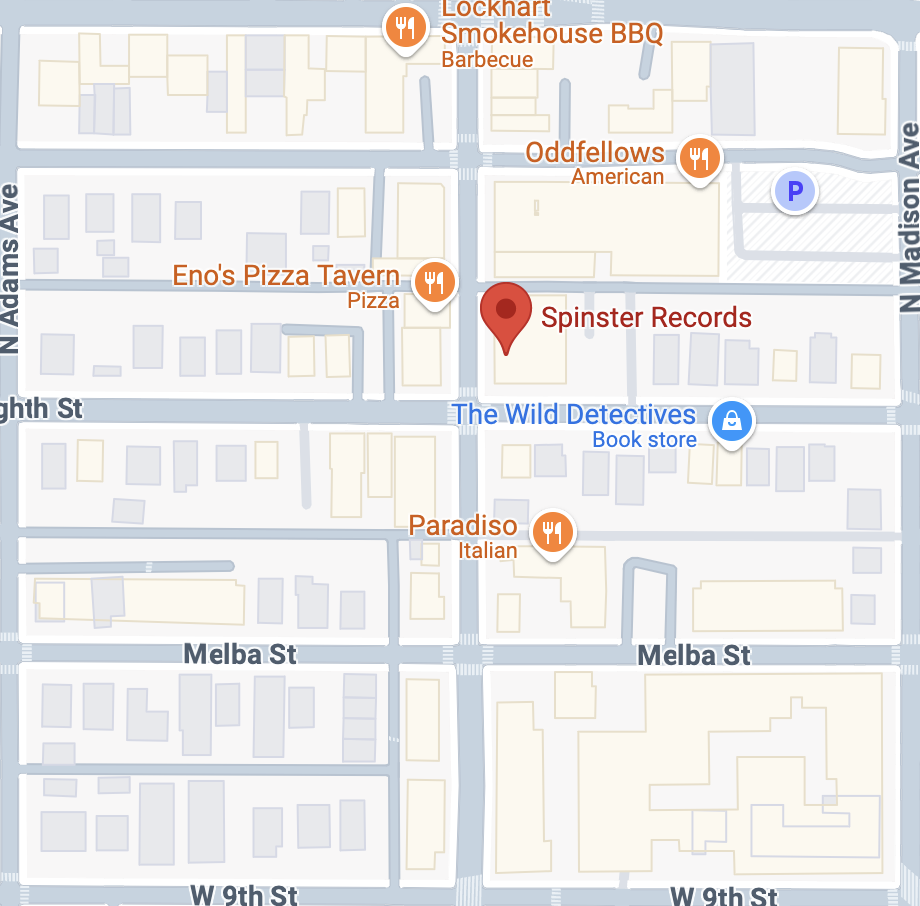 Lockhart
Smokehouse BBQ
Barbecue
Oddfellows
American
P
N Adams Ave
N Madison Ave
Eno's Pizza Tavern
Pizza
Spinster Records
ghth St
The Wild Detectives
Book store
Paradiso
Italian
Melba St
Melba St
W 9th St
W 9th St